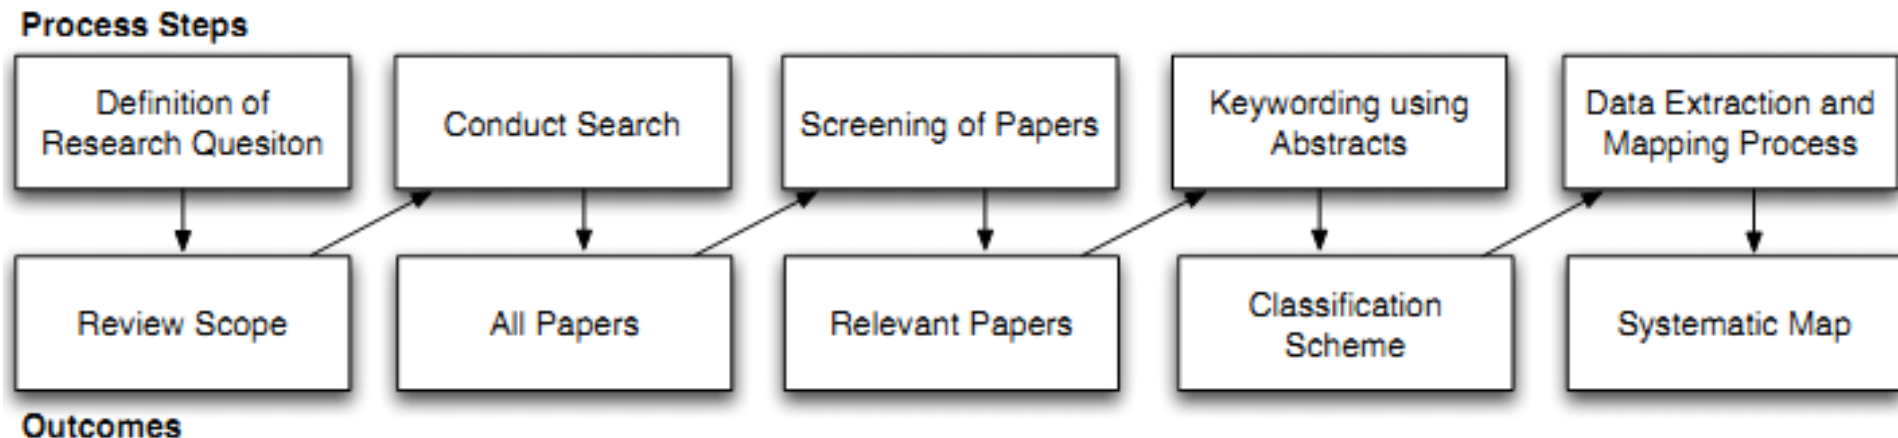 Process Steps
Definition of
Research Quesiton
Conduct Search
Screening of Papers
Keywording using
Abstracts
Data Extraction and
Mapping Process
Review Scope
All Papers
Relevant Papers
Classification
Scheme
Systematic Map
Outcomes